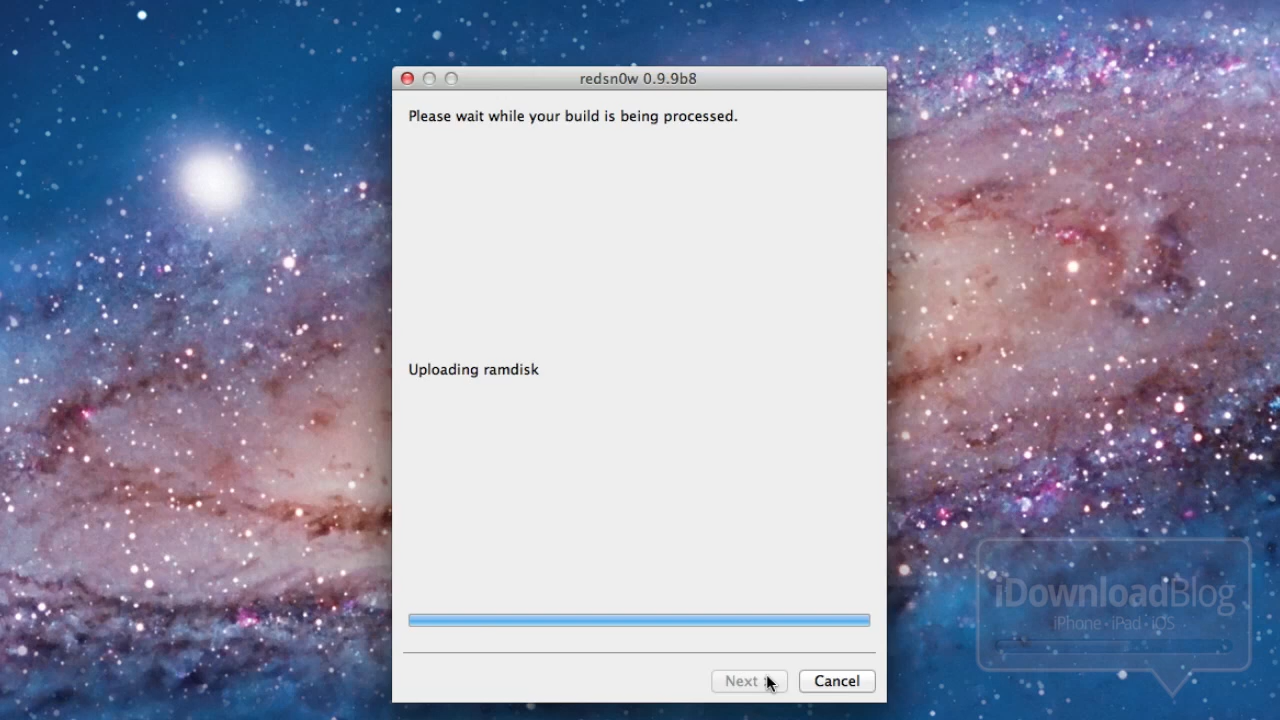 redsn0w 0.9.9b8
Please wait while your build is being processed.
Uploading ramdisk
Next
Cancel
iDownloadBlog
iPhone • iPad • iOS